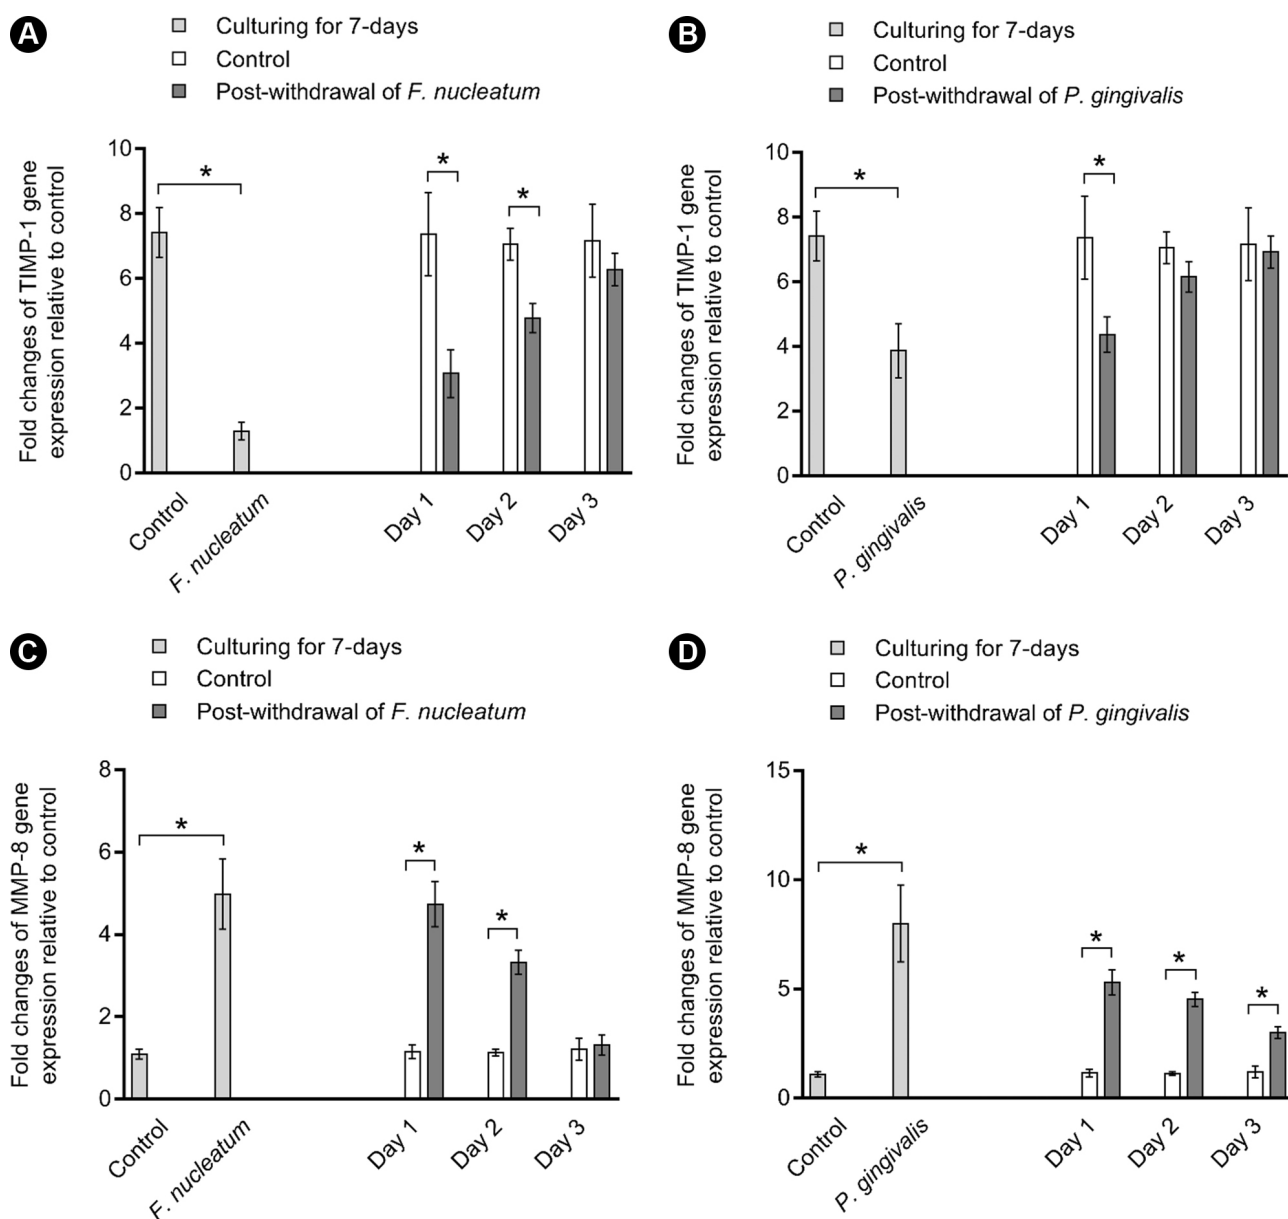 A
Culturing for 7-days
Control
Post-withdrawal of F. nucleatum
Fold changes of TIMP-1 gene
expression relative to control
10
8
6
4
2
0
*
*
*
Control
F. nucleatum
Day 1
Day 2
Day 3
B
Culturing for 7-days
Control
Post-withdrawal of P. gingivalis
Fold changes of TIMP-1 gene
expression relative to control
10
8
6
4
2
0
*
*
Control
P. gingivalis
Day 1
Day 2
Day 3
C
Culturing for 7-days
Control
Post-withdrawal of F. nucleatum
Fold changes of MMP-8 gene
expression relative to control
8
6
4
2
0
*
*
*
Control
F. nucleatum
Day 1
Day 2
Day 3
D
Culturing for 7-days
Control
Post-withdrawal of P. gingivalis
Fold changes of MMP-8 gene
expression relative to control
15
10
5
0
*
*
*
*
Control
P. gingivalis
Day 1
Day 2
Day 3